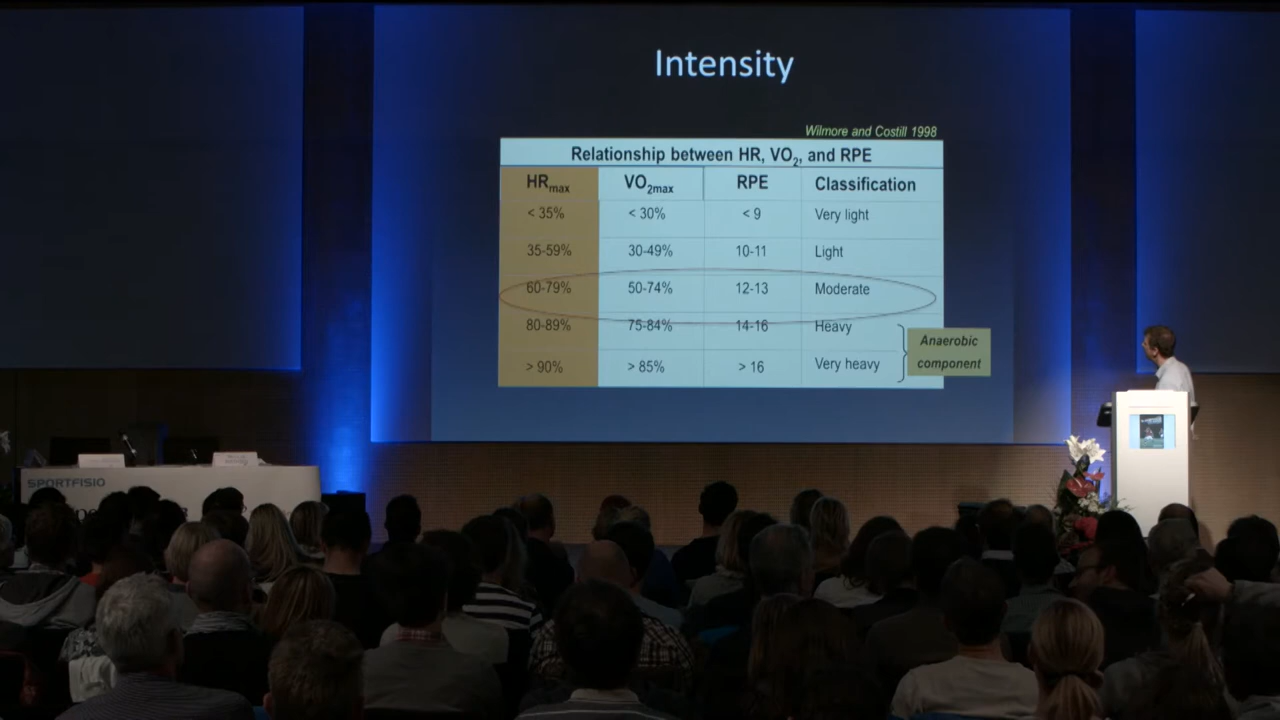 Intensity
Wilmore and Costill 1998
Relationship between HR, VO2, and RPE
HRmax VO2max RPE Classification
< 35% < 30% < 9 Very light
35-59% 30-49% 10-11 Light
60-79% 50-74% 12-13 Moderate
80-89% 75-84% 14-16 Heavy
> 90% > 85% > 16 Very heavy
Anaerobic
component
SPORTFISIO